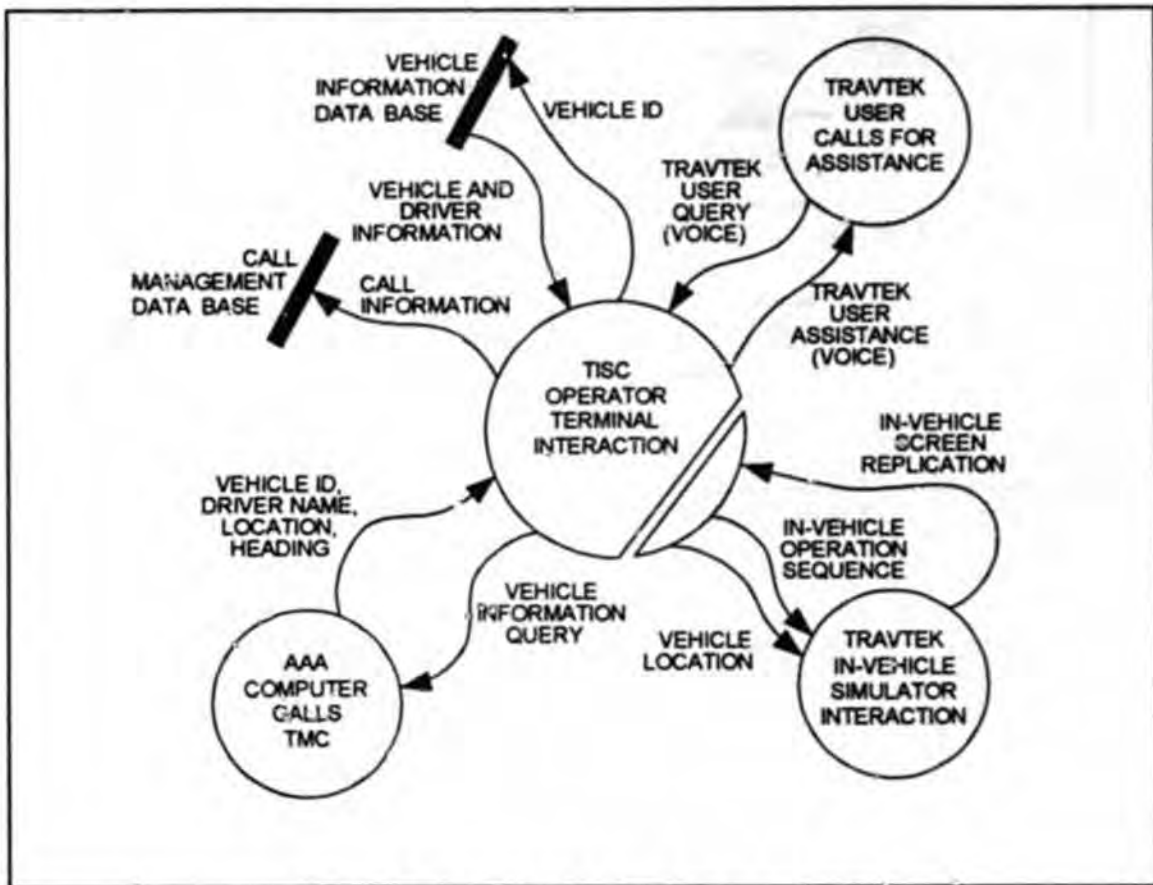 VEHICLE
INFORMATION
DATA BASE
VEHICLE ID
TRAVTEK
USER
CALLS FOR
ASSISTANCE
TRAVTEK
USER
QUERY
(VOICE)
VEHICLE AND
DRIVER
INFORMATION
CALL
MANAGEMENT
DATA BASE
CALL
INFORMATION
TRAVTEK
USER
ASSISTANCE
(VOICE)
TISC
OPERATOR
TERMINAL
INTERACTION
IN-VEHICLE
SCREEN
REPLICATION
VEHICLE ID,
DRIVER NAME,
LOCATION,
HEADING
IN-VEHICLE
OPERATION
SEQUENCE
VEHICLE
INFORMATION
QUERY
VEHICLE
LOCATION
AAA
COMPUTER
CALLS
TMC
TRAVTEK
IN-VEHICLE
SIMULATOR
INTERACTION